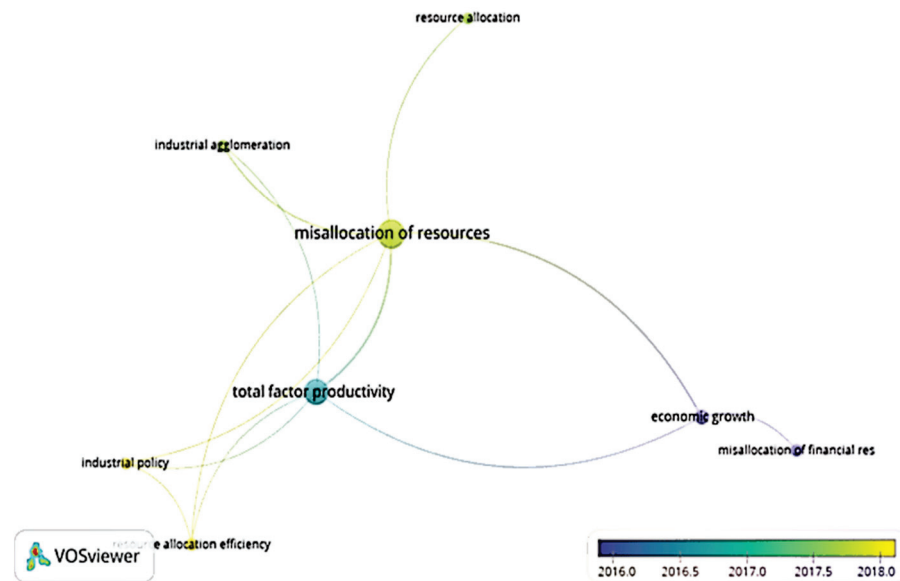 resource allocation
industrial agglomeration
misallocation of resources
total factor productivity
economic growth
misallocation of financial res
industrial policy
allocation efficiency
VOSviewer
2016.0 2016.5 2017.0 2017.5 2018.0